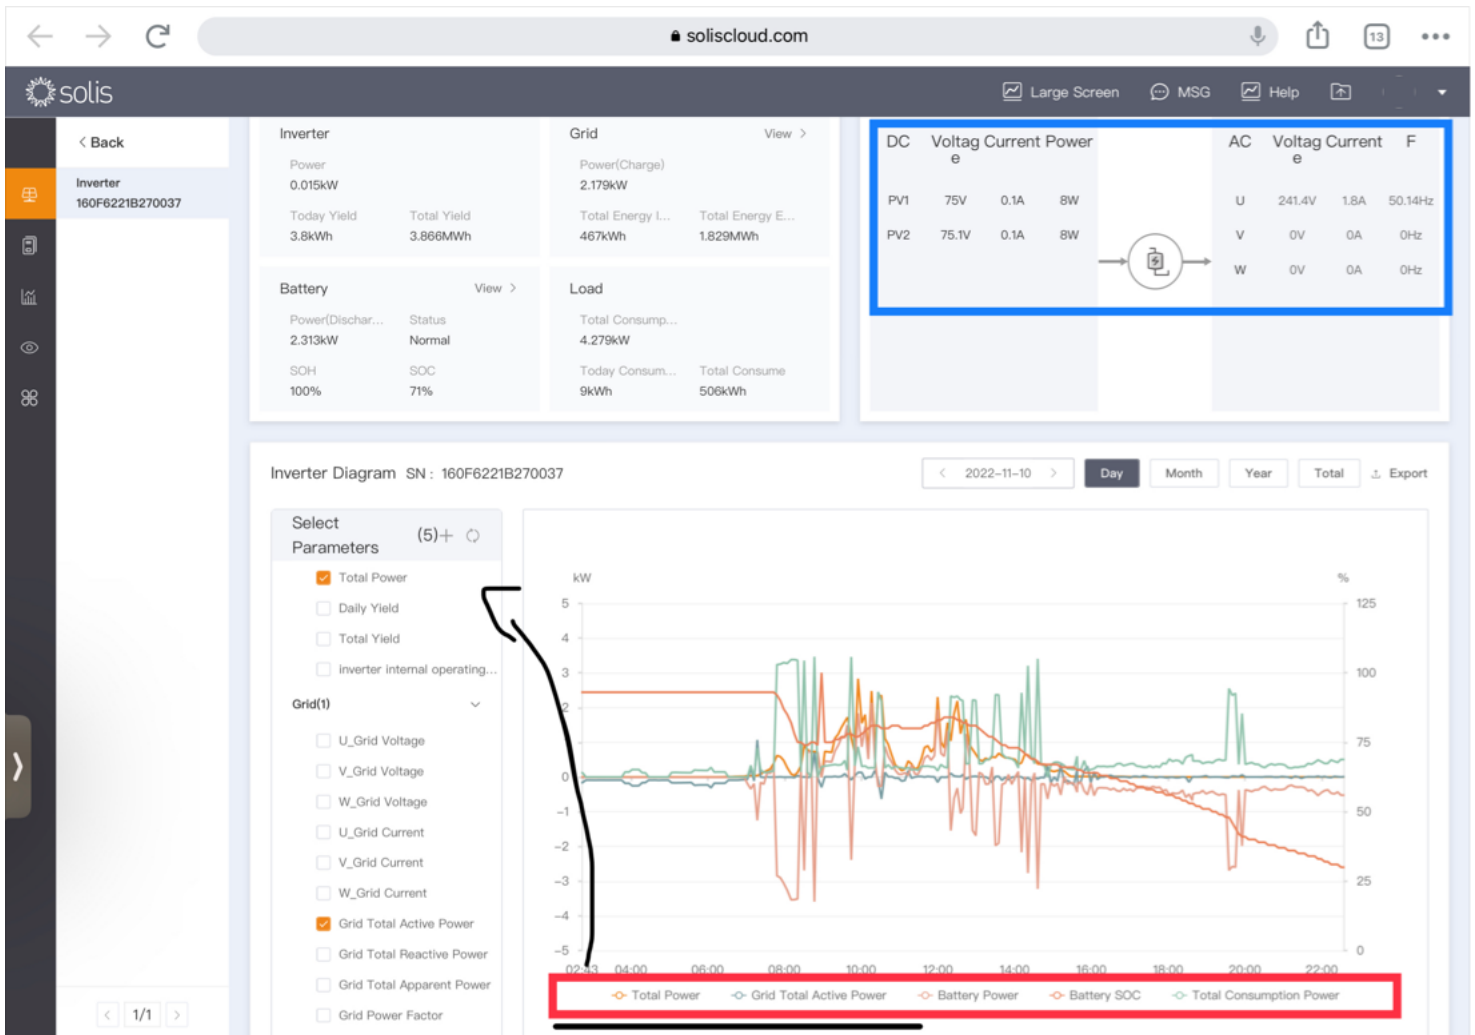 soliscloud.com
13
solis
Large Screen
MSG
Help
< Back
Inverter
160F6221B270037
Inverter
Power
0.015kW
Today Yield Total Yield
3.8kWh 3.866MWh
Grid View >
Power(Charge)
2.179kW
Total Energy I... Total Energy E...
467kWh 1.829MWh
Battery View >
Power(Dischar... Status
2.313kW Normal
SOH SOC
100% 71%
Load
Total Consump...
4.279kW
Today Consum... Total Consume
9kWh 506kWh
DC Voltag Current Power
e
PV1 75V 0.1A 8W
PV2 75.1V 0.1A 8W
AC Voltag Current F
e
U 241.4V 1.8A 50.14Hz
V 0V 0A 0Hz
W 0V 0A 0Hz
Inverter Diagram SN : 160F6221B270037
< 2022-11-10 > Day Month Year Total Export
Select
Parameters (5)+
Total Power
Daily Yield
Total Yield
inverter internal operating...
Grid(1)
U_Grid Voltage
V_Grid Voltage
W_Grid Voltage
U_Grid Current
V_Grid Current
W_Grid Current
Grid Total Active Power
Grid Total Reactive Power
Grid Total Apparent Power
Grid Power Factor
< 1/1 >
kW %
5 125
4
3 100
2
75
0
-1 50
-2
-3 25
-4
-5 0
02:43 04:00 06:00 08:00 10:00 12:00 14:00 16:00 18:00 20:00 22:00
Total Power Grid Total Active Power Battery Power Battery SOC Total Consumption Power